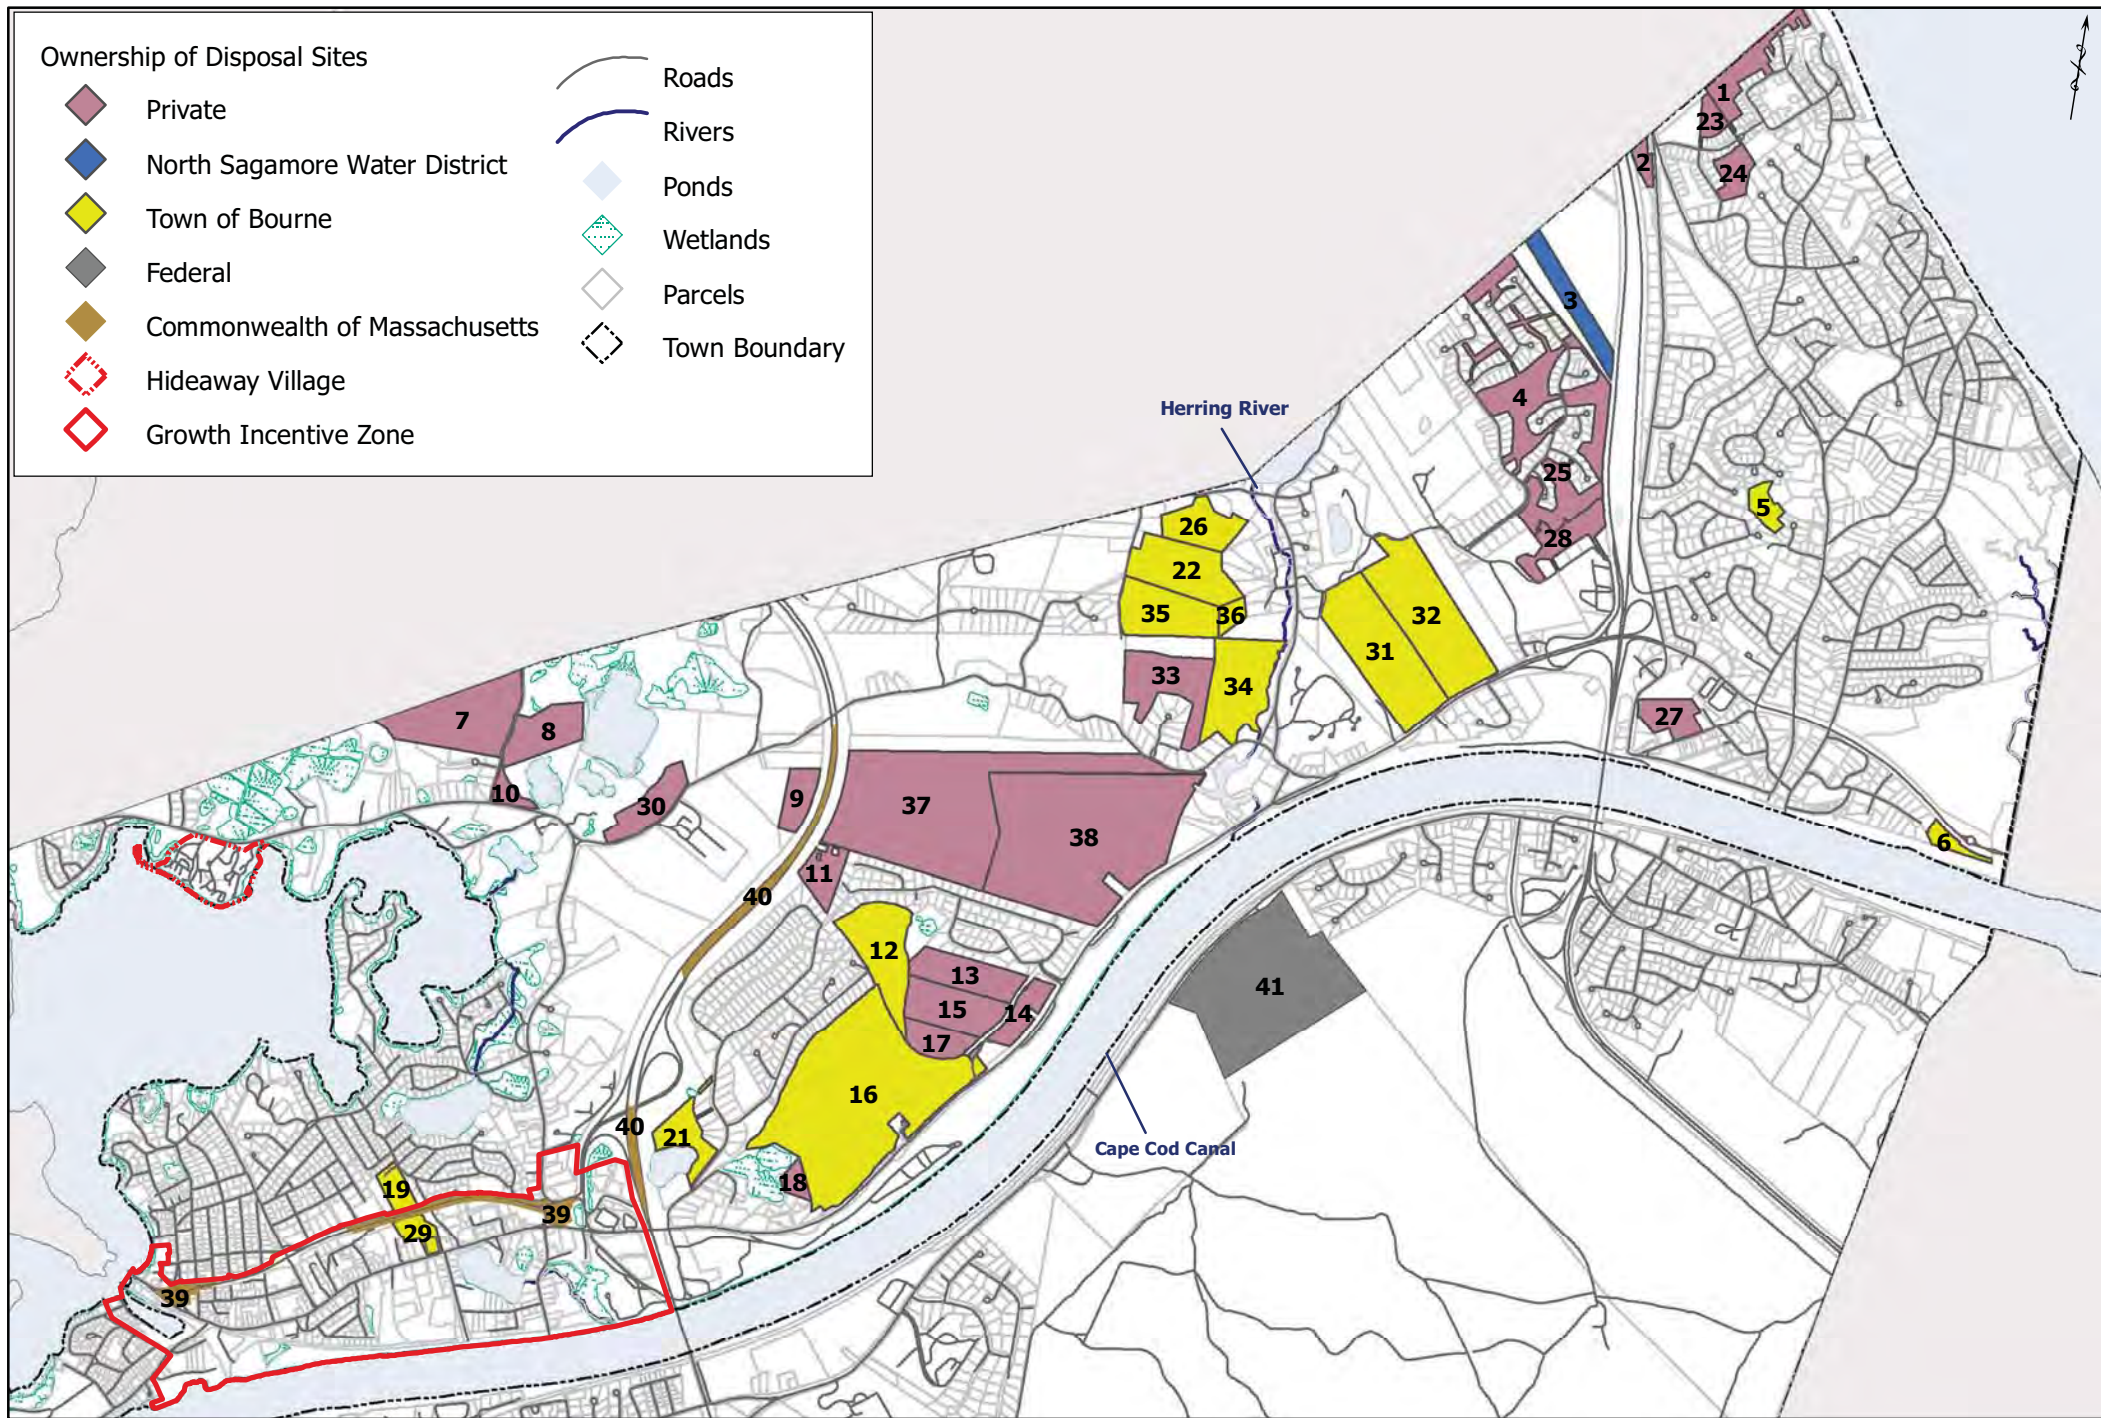 Ownership of Disposal Sites
Private
North Sagamore Water District
Town of Bourne
Federal
Commonwealth of Massachusetts
Hideaway Village
Growth Incentive Zone
Roads
Rivers
Ponds
Wetlands
Parcels
Town Boundary
1
23
2
24
3
4
Herring River
25
5
26
28
22
35
36
32
31
33
34
7
8
27
10
30
9
37
38
6
11
40
12
13
41
15
14
17
16
40
21
Cape Cod Canal
18
19
39
29
39